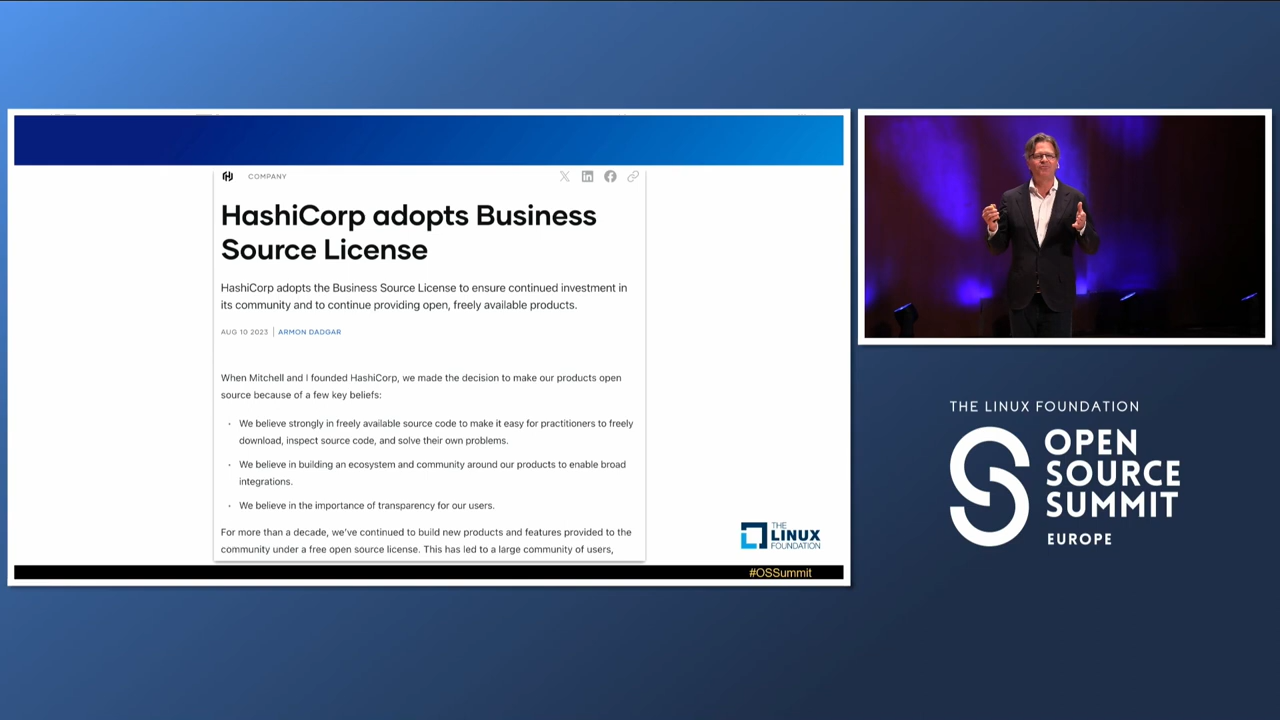 COMPANY
HashiCorp adopts Business
Source License
HashiCorp adopts the Business Source License to ensure continued investment in
its community and to continue providing open, freely available products.
AUG 10 2023 | ARMON DADGAR
When Mitchell and I founded HashiCorp, we made the decision to make our products open
source because of a few key beliefs:
· We believe strongly in freely available source code to make it easy for practitioners to freely
download, inspect source code, and solve their own problems.
· We believe in building an ecosystem and community around our products to enable broad
integrations.
· We believe in the importance of transparency for our users.
For more than a decade, we've continued to build new products and features provided to the
community under a free open source license. This has led to a large community of users,
THE
LINUX
FOUNDATION
#OSSummit
THE LINUX FOUNDATION
OPEN
SOURCE
SUMMIT
EUROPE